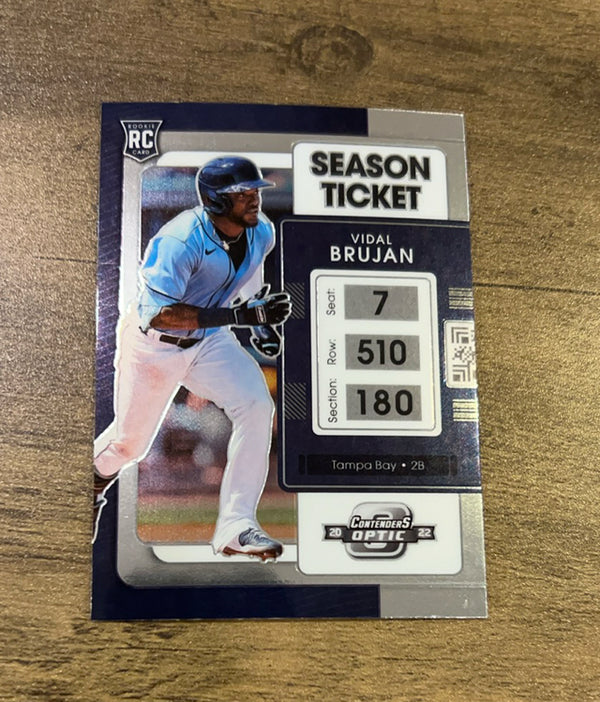 ROOKIE
RC
CARD
SEASON
TICKET
VIDAL
BRUJAN
Seat: 7
Row: 510
Section: 180
Tampa Bay • 2B
CONTENDERS
20 OPTIC 22